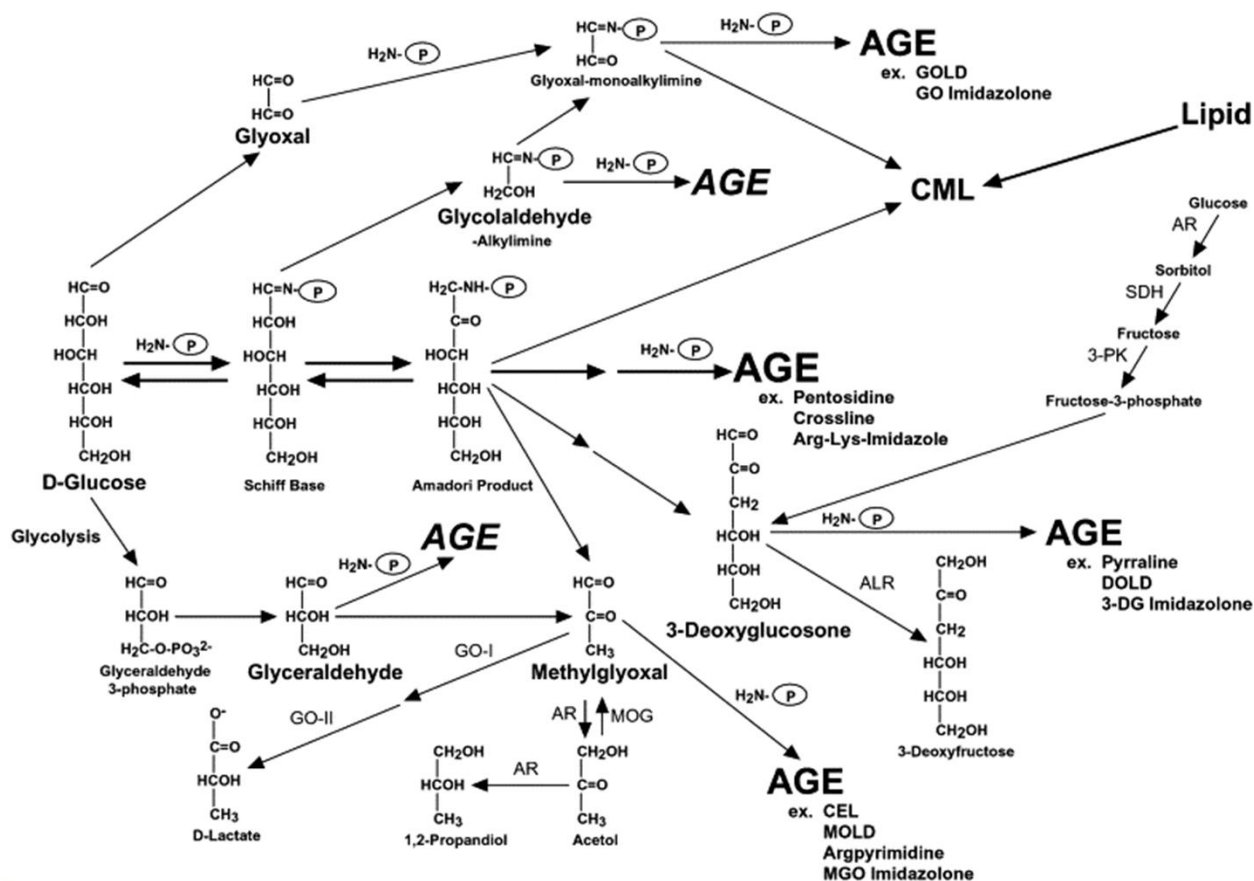 HC=N-P
HC=O
Glyoxal-monoalkylimine
H2N-P
H2N-P
AGE
ex. GOLD
GO Imidazolone
HC=O
HC=O
Glyoxal
Lipid
HC=N-P
H2COH
Glycolaldehyde
-Alkylimine
H2N-P
AGE
CML
Glucose
AR
Sorbitol
SDH
Fructose
3-PK
Fructose-3-phosphate
HC=O
HCOH
HOCH
HCOH
HCOH
CH2OH
D-Glucose
H2N-P
HC=N-P
HCOH
HOCH
HCOH
HCOH
CH2OH
Schiff Base
H2C-NH-P
C=O
HOCH
HCOH
HCOH
CH2OH
Amadori Product
H2N-P
AGE
ex. Pentosidine
Crossline
Arg-Lys-Imidazole
HC=O
C=O
CH2
HCOH
HCOH
CH2OH
3-Deoxyglucosone
H2N-P
AGE
ex. Pyrraline
DOLD
3-DG Imidazolone
ALR
CH2OH
C=O
CH2
HCOH
HCOH
CH2OH
3-Deoxyfructose
Glycolysis
HC=O
HCOH
H2C-O-PO3²-
Glyceraldehyde
3-phosphate
HC=O
HCOH
CH2OH
Glyceraldehyde
H2N-P
AGE
HC=O
C=O
CH3
Methylglyoxal
GO-I
GO-II
O-
C=O
HCOH
CH3
D-Lactate
AR
MOG
CH2OH
C=O
CH3
Acetol
AR
CH2OH
HCOH
CH3
1,2-Propandiol
H2N-P
AGE
ex. CEL
MOLD
Argpyrimidine
MGO Imidazolone